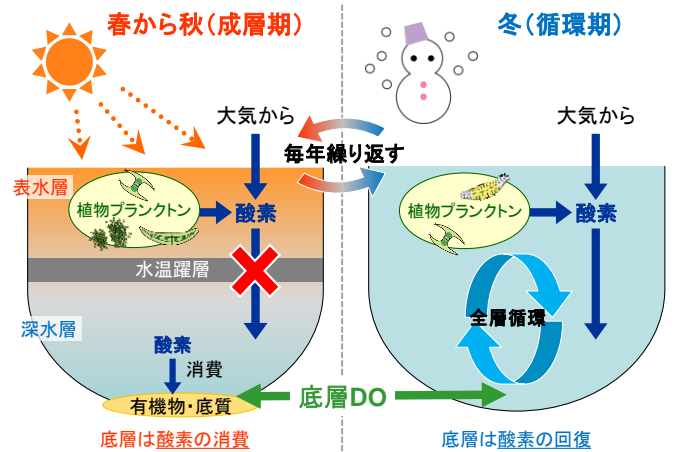 春から秋（成層期）
大気から
表水層
植物プランクトン
酸素
水温躍層
深水層
酸素
消費
有機物・底質
底層は酸素の消費
毎年繰り返す
底層DO
冬（循環期）
大気から
植物プランクトン
酸素
全層循環
底層は酸素の回復